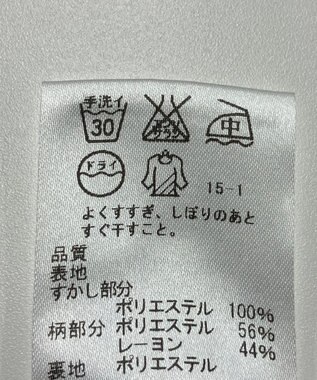 手洗イ
30
エンソ
サラシ
中
ドライ
15-1
よくすすぎ、しぼりのあと
すぐ干すこと。
品質
表地
すかし部分
ポリエステル 100%
柄部分 ポリエステル 56%
レーヨン 44%
裏地 ポリエステル